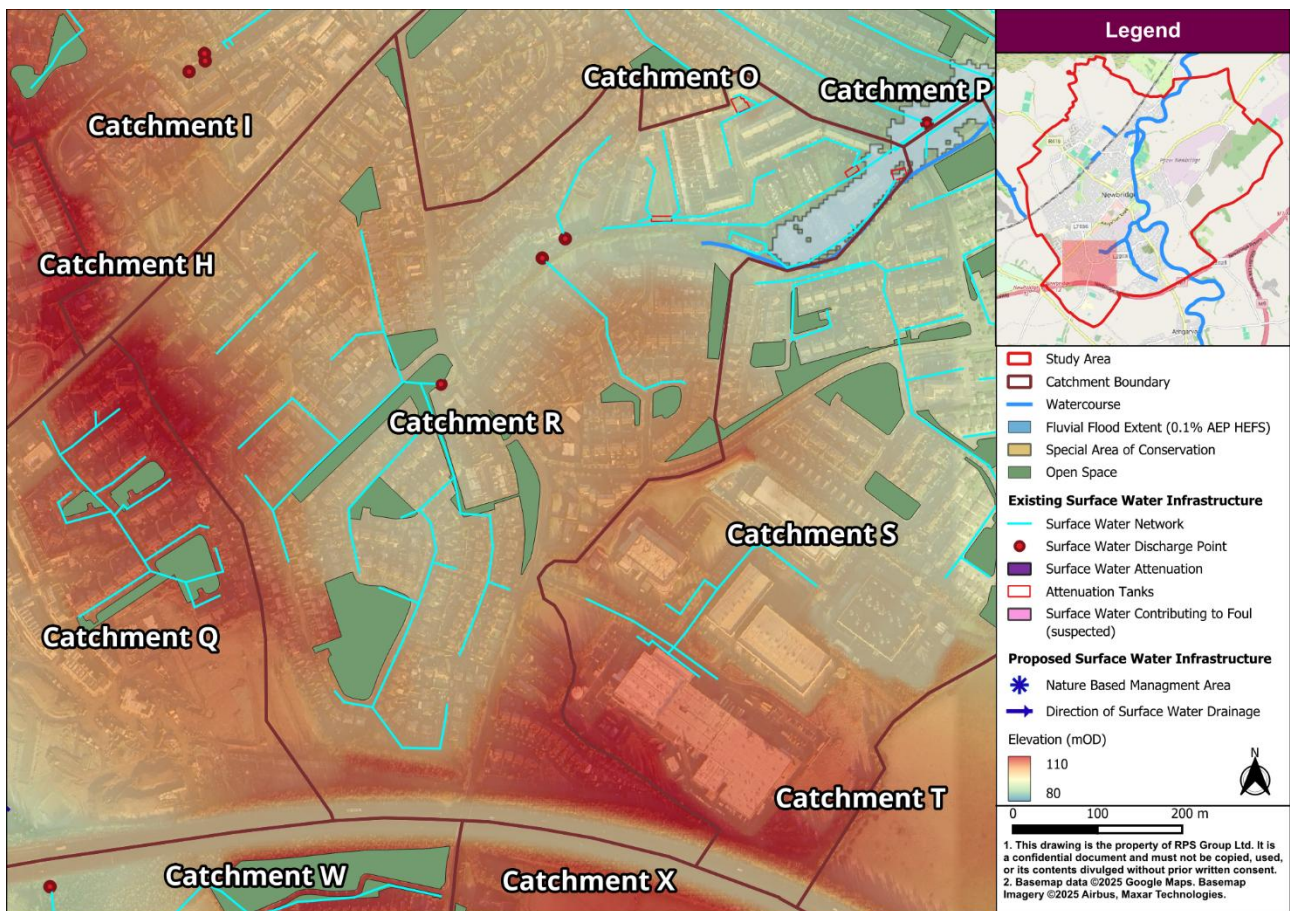 Catchment O
Catchment P
Catchment I
Catchment H
Catchment R
Catchment S
Catchment Q
Catchment T
Catchment W
Catchment X
Legend
Newbridge
Study Area
Catchment Boundary
Watercourse
Fluvial Flood Extent (0.1% AEP HEFS)
Special Area of Conservation
Open Space
Existing Surface Water Infrastructure
Surface Water Network
Surface Water Discharge Point
Surface Water Attenuation
Attenuation Tanks
Surface Water Contributing to Foul
(suspected)
Proposed Surface Water Infrastructure
Nature Based Managment Area
Direction of Surface Water Drainage
Elevation (mOD)
110
80
N
0 100 200 m
1. This drawing is the property of RPS Group Ltd. It is
a confidential document and must not be copied, used,
or its contents divulged without prior written consent.
2. Basemap data ©2025 Google Maps. Basemap
Imagery ©2025 Airbus, Maxar Technologies.